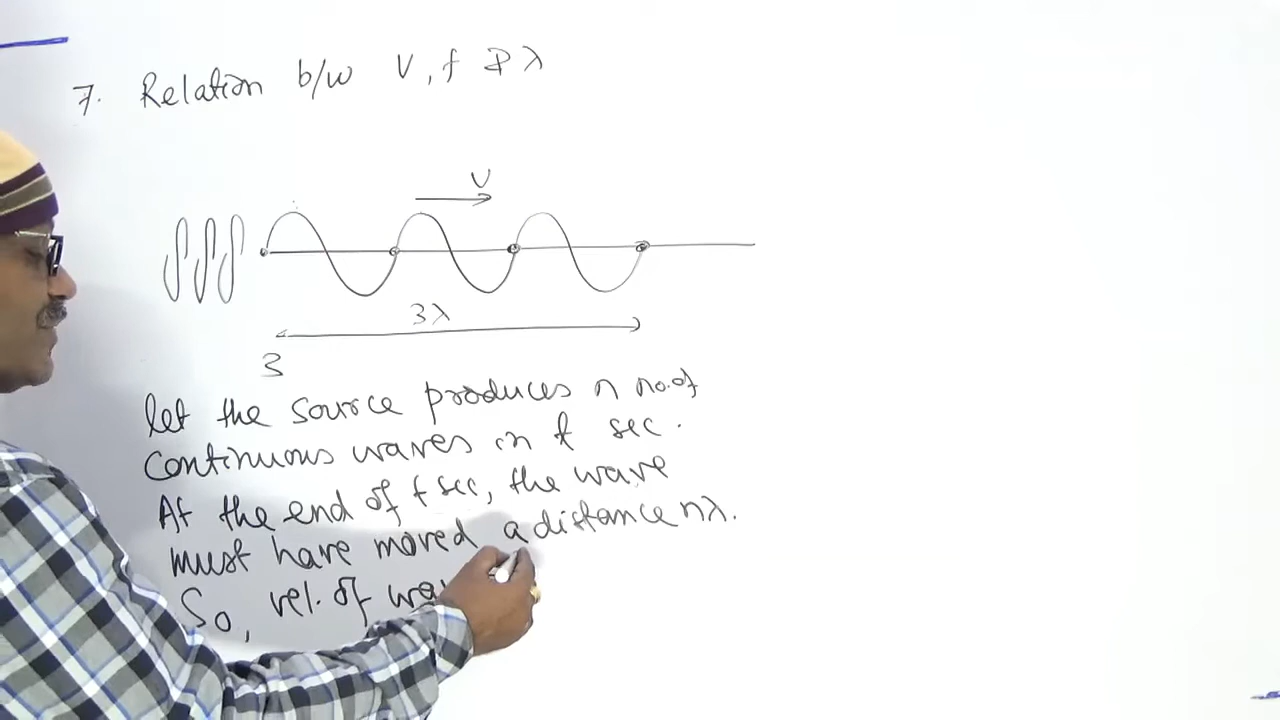 7. Relation b/w V, f & λ
V
3λ
3
let the source produces n no. of
Continuous waves in t sec.
At the end of t sec, the wave
must have moved a distance nλ.
So, vel. of